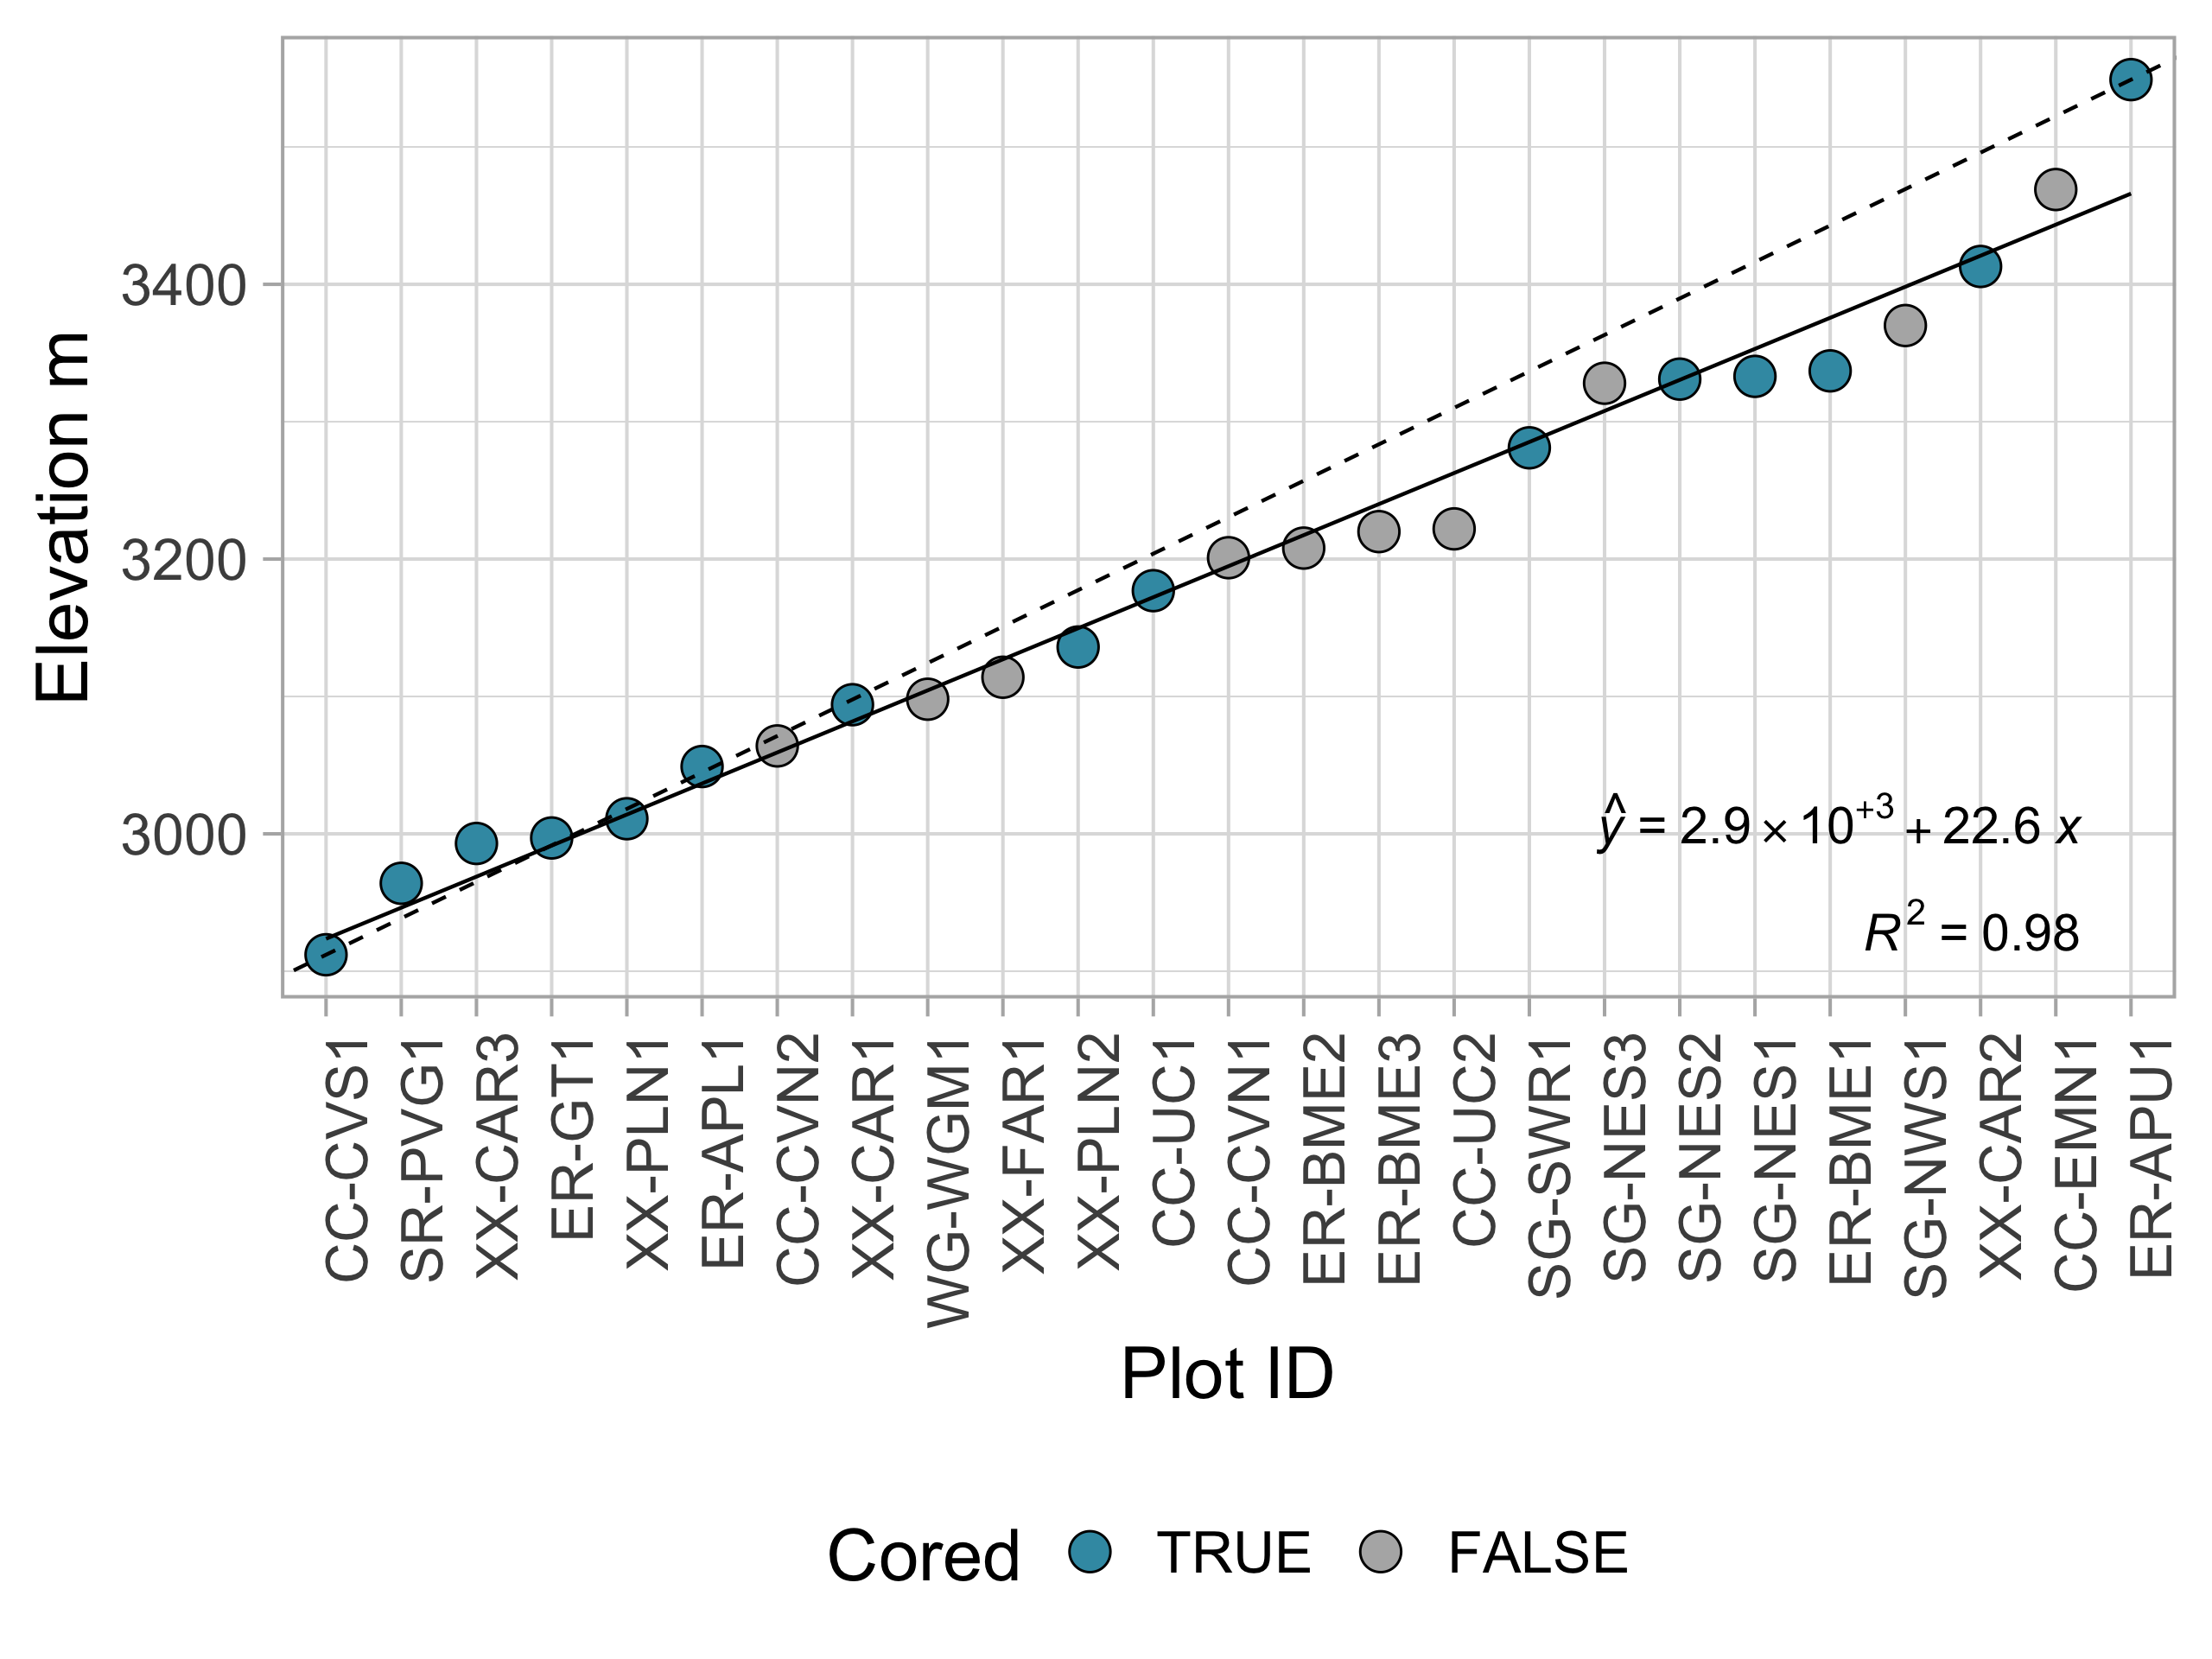 Elevation m
3400
3200
3000
ŷ = 2.9 × 10⁺³ + 22.6 x
R² = 0.98
CC-CVS1
SR-PVG1
XX-CAR3
ER-GT1
XX-PLN1
ER-APL1
CC-CVN2
XX-CAR1
WG-WGM1
XX-FAR1
XX-PLN2
CC-UC1
CC-CVN1
ER-BME2
ER-BME3
CC-UC2
SG-SWR1
SG-NES3
SG-NES2
SG-NES1
ER-BME1
SG-NWS1
XX-CAR2
CC-EMN1
ER-APU1
Plot ID
Cored TRUE FALSE